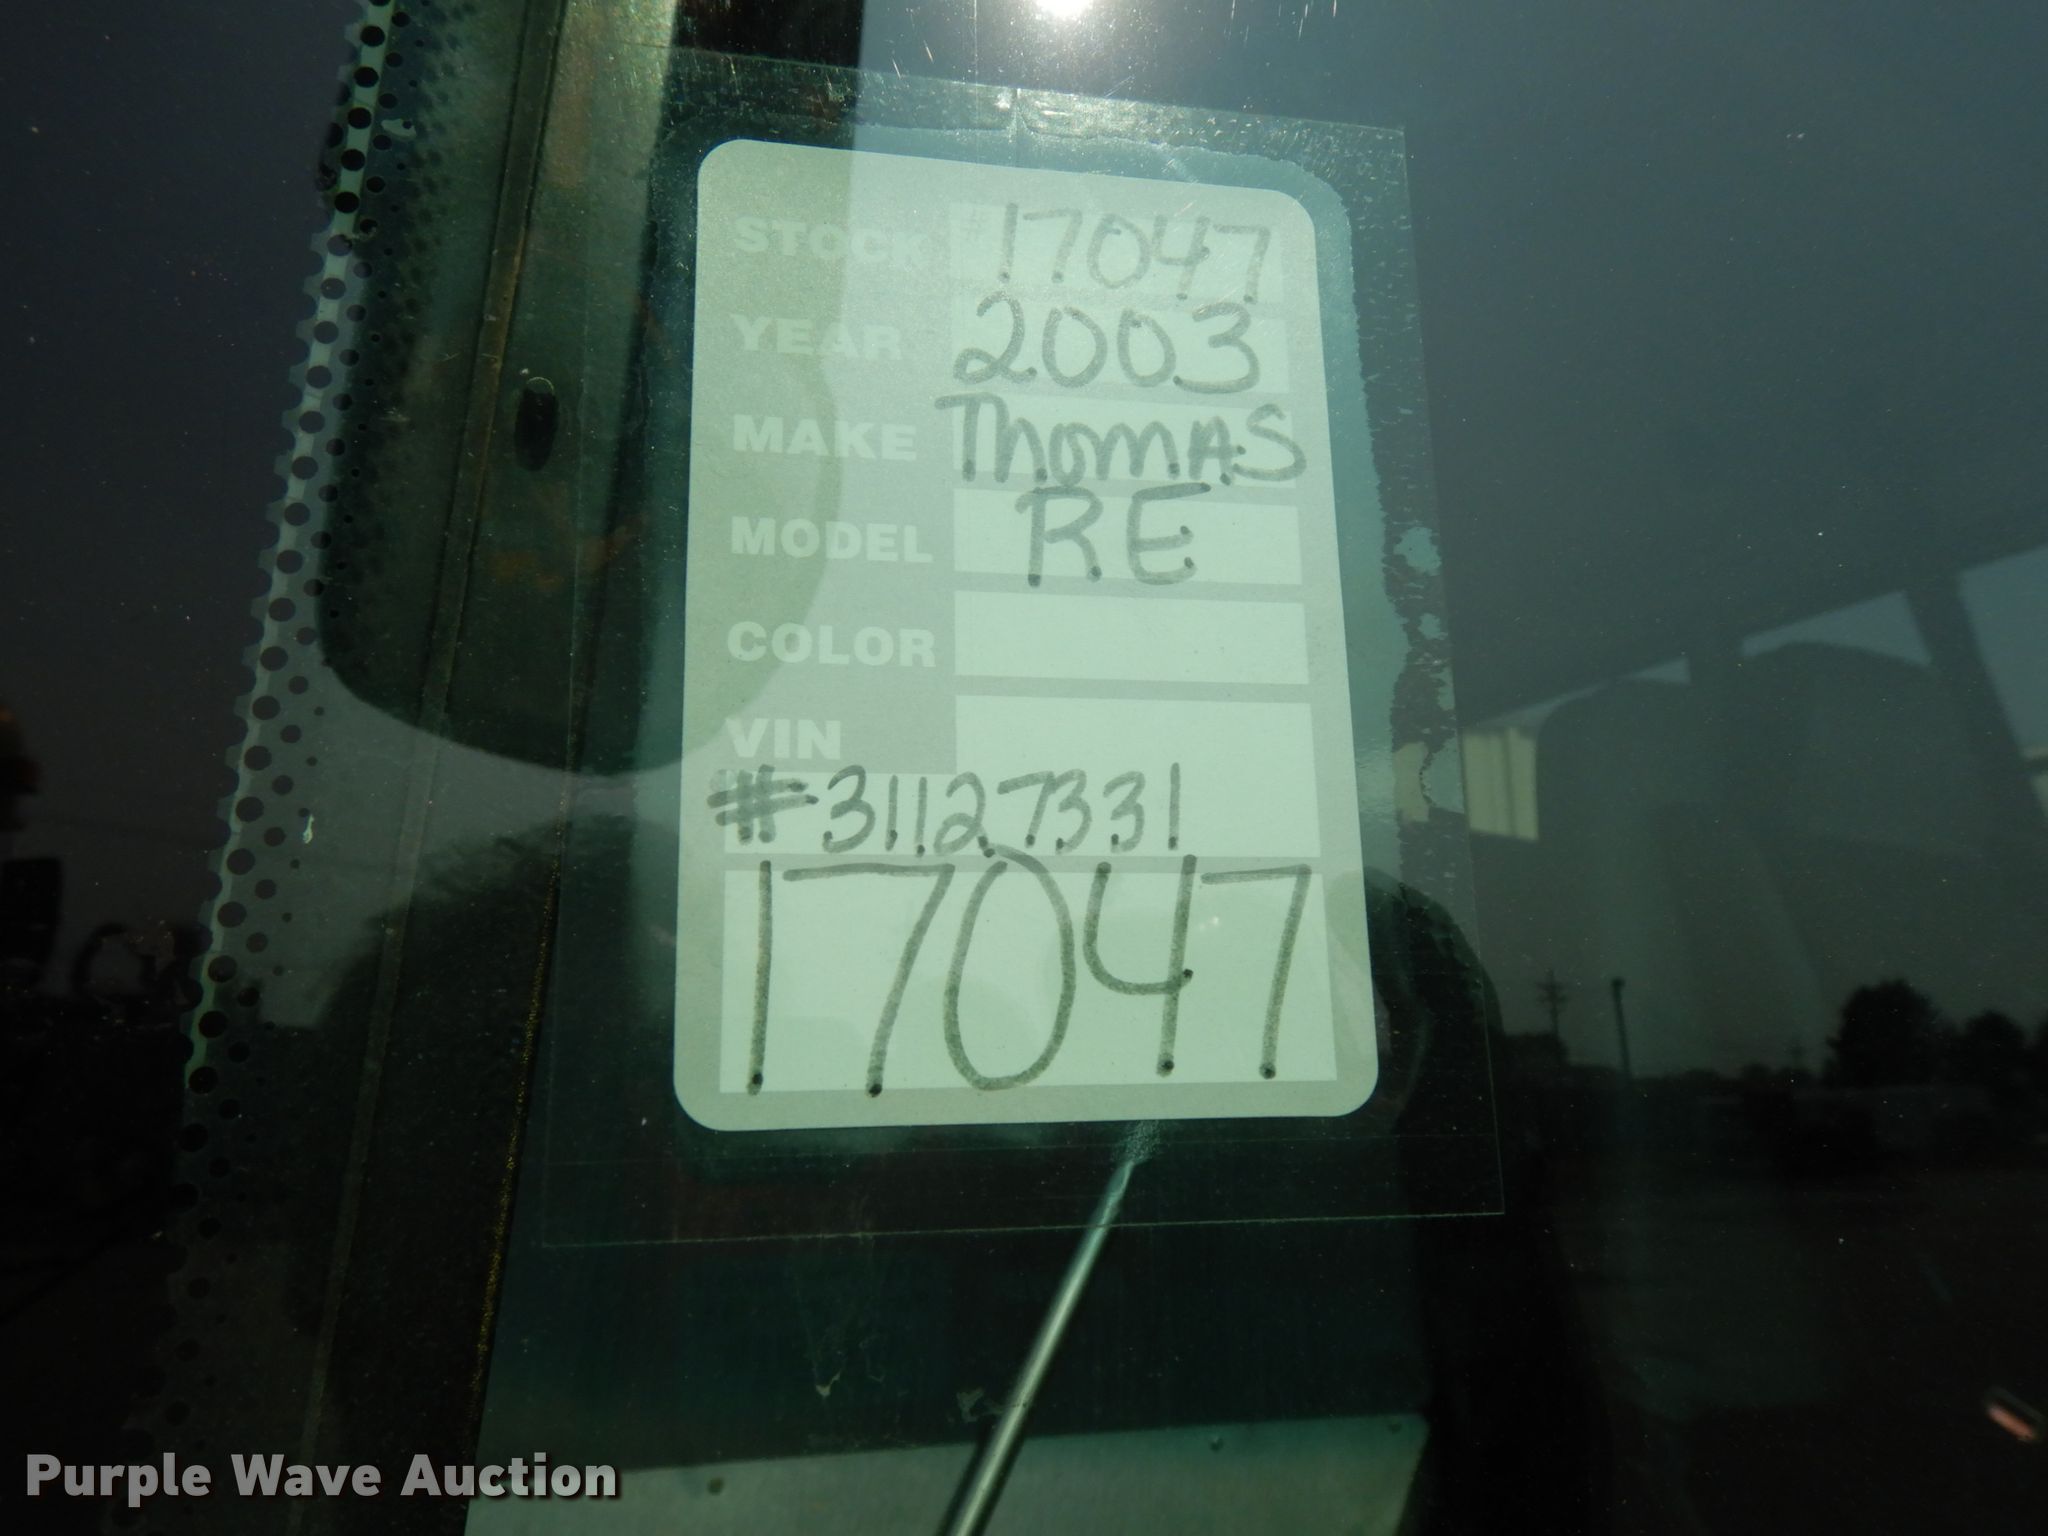 STOCK # 17047
YEAR 2003
MAKE Thomas
MODEL RE
COLOR
VIN
#31127331
17047
Purple Wave Auction